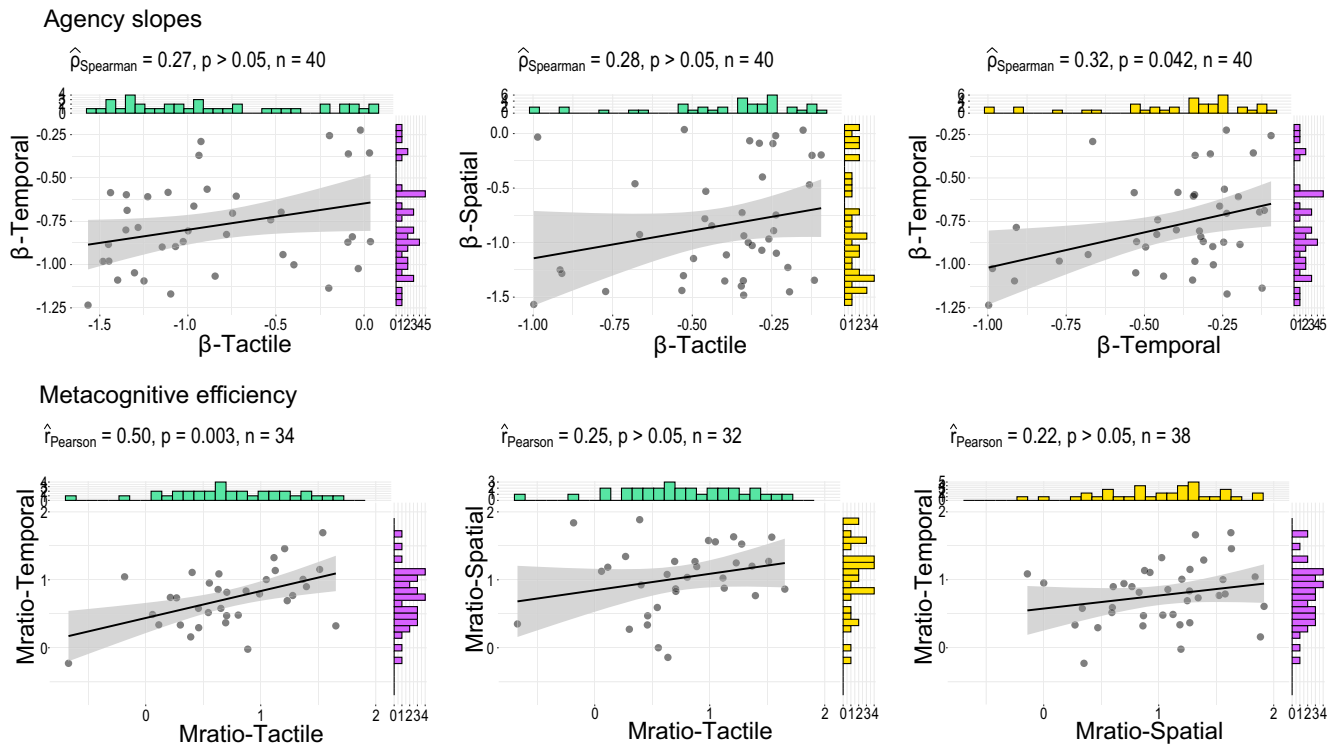 Agency slopes
ρ̂Spearman = 0.27, p > 0.05, n = 40
ρ̂Spearman = 0.28, p > 0.05, n = 40
ρ̂Spearman = 0.32, p = 0.042, n = 40
β-Temporal
-0.25
-0.50
-0.75
-1.00
-1.25
-1.5
-1.0
-0.5
0.0
012345
β-Tactile
β-Spatial
6
0
0.0
-0.5
-1.0
-1.5
-1.00
-0.75
-0.50
-0.25
01234
β-Tactile
β-Temporal
6
0
-0.25
-0.50
-0.75
-1.00
-1.25
-1.00
-0.75
-0.50
-0.25
012345
β-Temporal
Metacognitive efficiency
r̂Pearson = 0.50, p = 0.003, n = 34
r̂Pearson = 0.25, p > 0.05, n = 32
r̂Pearson = 0.22, p > 0.05, n = 38
Mratio-Temporal
2
1
0
0
1
2
01234
Mratio-Tactile
Mratio-Spatial
2
1
0
0
1
2
01234
Mratio-Tactile
Mratio-Temporal
2
1
0
0
1
2
01234
Mratio-Spatial